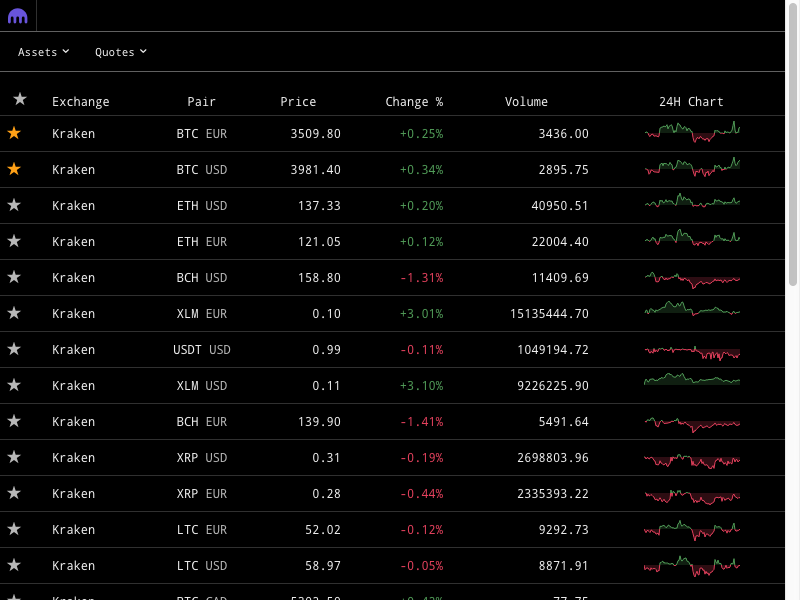 Assets Quotes
Exchange Pair Price Change % Volume 24H Chart
Kraken BTC EUR 3509.80 +0.25% 3436.00
Kraken BTC USD 3981.40 +0.34% 2895.75
Kraken ETH USD 137.33 +0.20% 40950.51
Kraken ETH EUR 121.05 +0.12% 22004.40
Kraken BCH USD 158.80 -1.31% 11409.69
Kraken XLM EUR 0.10 +3.01% 15135444.70
Kraken USDT USD 0.99 -0.11% 1049194.72
Kraken XLM USD 0.11 +3.10% 9226225.90
Kraken BCH EUR 139.90 -1.41% 5491.64
Kraken XRP USD 0.31 -0.19% 2698803.96
Kraken XRP EUR 0.28 -0.44% 2335393.22
Kraken LTC EUR 52.02 -0.12% 9292.73
Kraken LTC USD 58.97 -0.05% 8871.91
Kraken BTC CAD